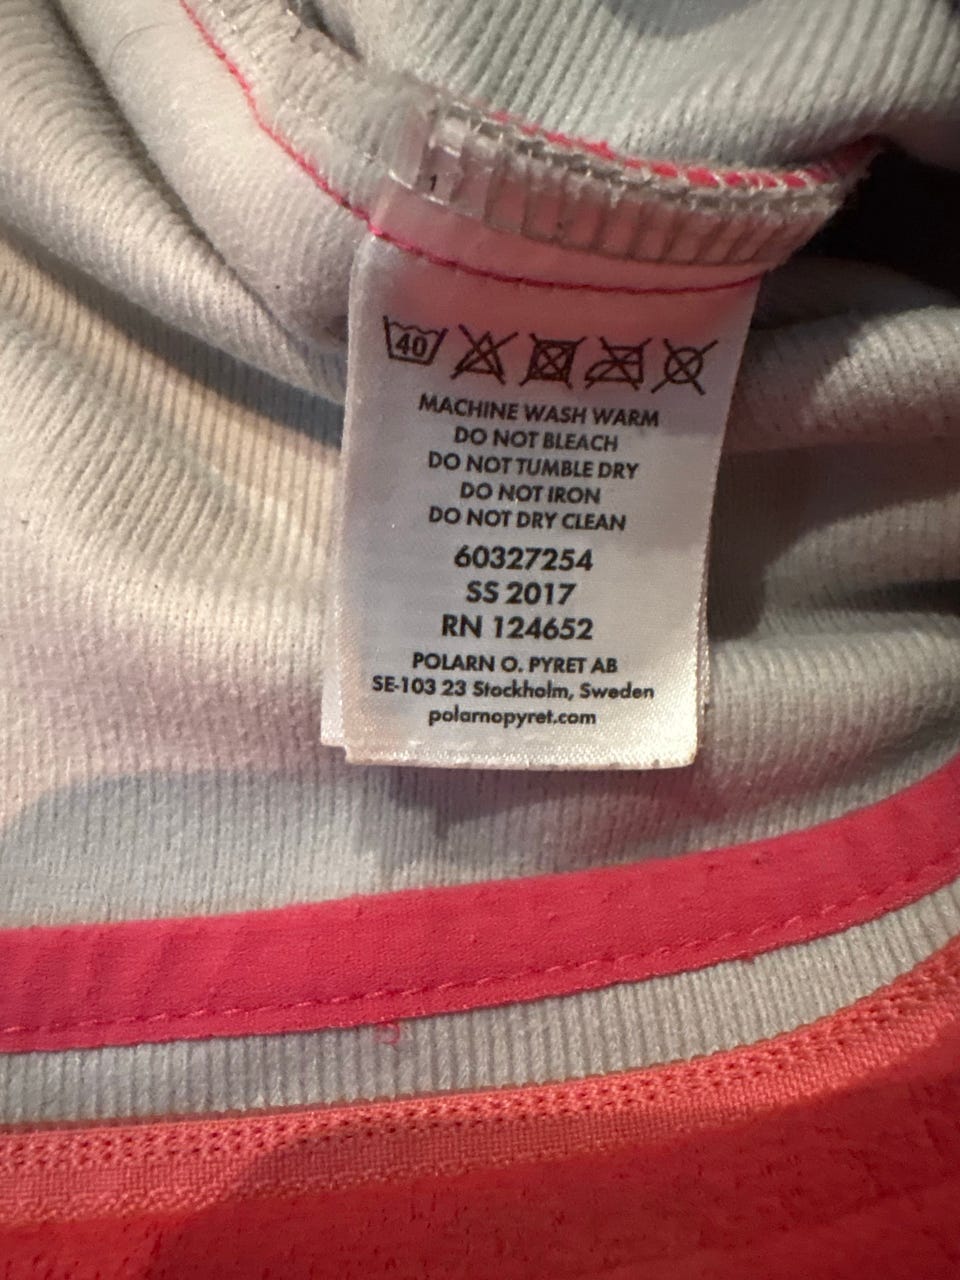 1
40
MACHINE WASH WARM
DO NOT BLEACH
DO NOT TUMBLE DRY
DO NOT IRON
DO NOT DRY CLEAN
60327254
SS 2017
RN 124652
POLARN O. PYRET AB
SE-103 23 Stockholm, Sweden
polarnopyret.com